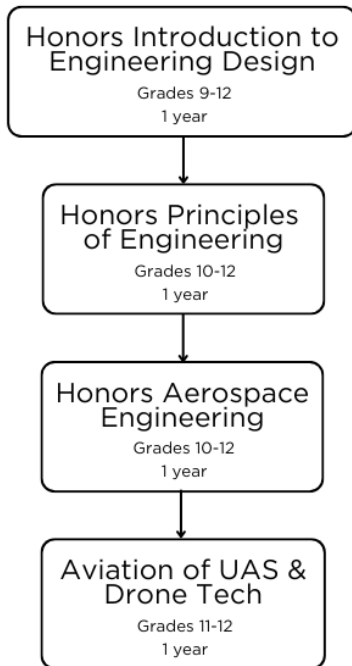 Honors Introduction to
Engineering Design
Grades 9-12
1 year
Honors Principles
of Engineering
Grades 10-12
1 year
Honors Aerospace
Engineering
Grades 10-12
1 year
Aviation of UAS &
Drone Tech
Grades 11-12
1 year